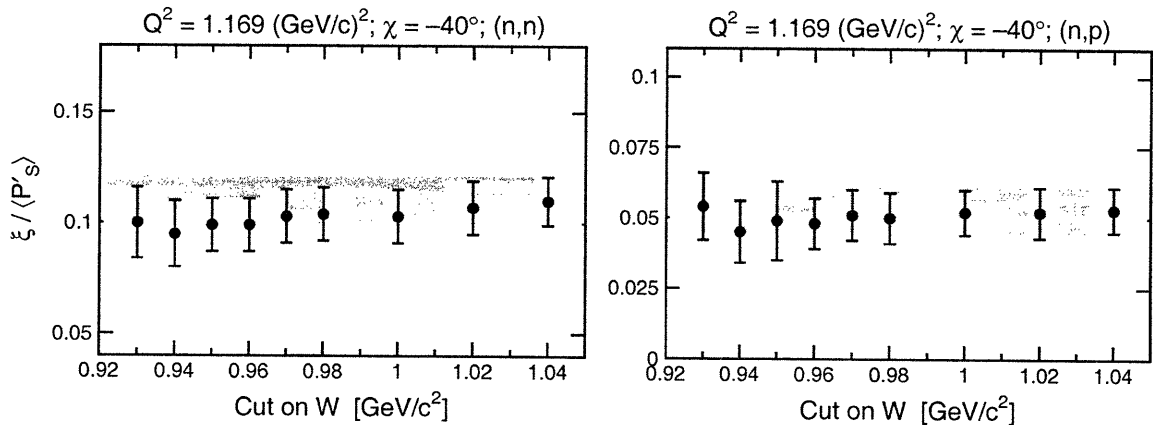 Q² = 1.169 (GeV/c)²; χ = −40°; (n,n)
0.15
0.1
0.05
ξ / ⟨P′S⟩
0.92 0.94 0.96 0.98 1 1.02 1.04
Cut on W [GeV/c²]
Q² = 1.169 (GeV/c)²; χ = −40°; (n,p)
0.1
0.075
0.05
0.025
0
0.92 0.94 0.96 0.98 1 1.02 1.04
Cut on W [GeV/c²]